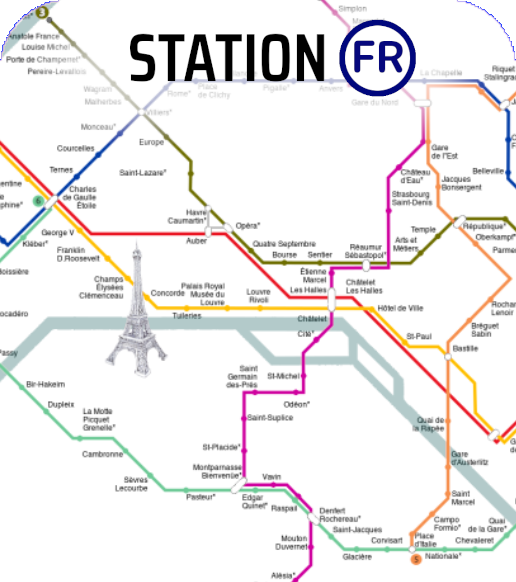 STATION FR
3
Simplon
Anatole France
Louise Michel
Porte de Champerret*
Pereire-Levallois
Wagram
Malherbes
Rome*
Place
de Clichy
Pigalle*
Anvers
La Chapelle
Gare du Nord
Riquet
Stalingrad
Monceau*
Villiers*
Courcelles
Europe
Ternes
Saint-Lazare*
Gare
de l'Est
Château
d'Eau*
Jacques
Bonsergent
Belleville
Strasbourg
Saint-Denis
6
Charles
de Gaulle
Étoile
Havre
Caumartin*
Opéra*
Auber
Quatre Septembre
Bourse
Sentier
Réaumur
Sébastopol*
Arts et
Métiers
Temple
République*
Oberkampf*
Parme
George V
Kléber*
Franklin
D.Roosevelt
Boissière
Champs
Élysées
Clémenceau
Concorde
Palais Royal
Musée du
Louvre
Louvre
Rivoli
Tuileries
Étienne
Marcel
Les Halles
Châtelet
Les Halles
Châtelet
Cité*
Hôtel de Ville
St-Paul
Bréguet
Sabin
Lenoir
Bastille
Passy
Bir-Hakeim
Dupleix
La Motte
Picquet
Grenelle*
Cambronne
Sèvres
Lecourbe
Pasteur*
Saint
Germain
des-Prés
St-Michel
Odéon*
Saint-Suplice
St-Placide*
Montparnasse
Bienvenüe*
Vavin
Edgar
Quinet*
Raspail
Denfert
Rochereau*
Saint-Jacques
Mouton
Duvernet
Glacière
Corvisart
Alésia*
Quai de
la Rapée
Gare
d'Austerlitz
Saint
Marcel
Campo
Formio*
Place
d'Italie
5
Nationale*
Chevaleret
Quai
de la Gare*